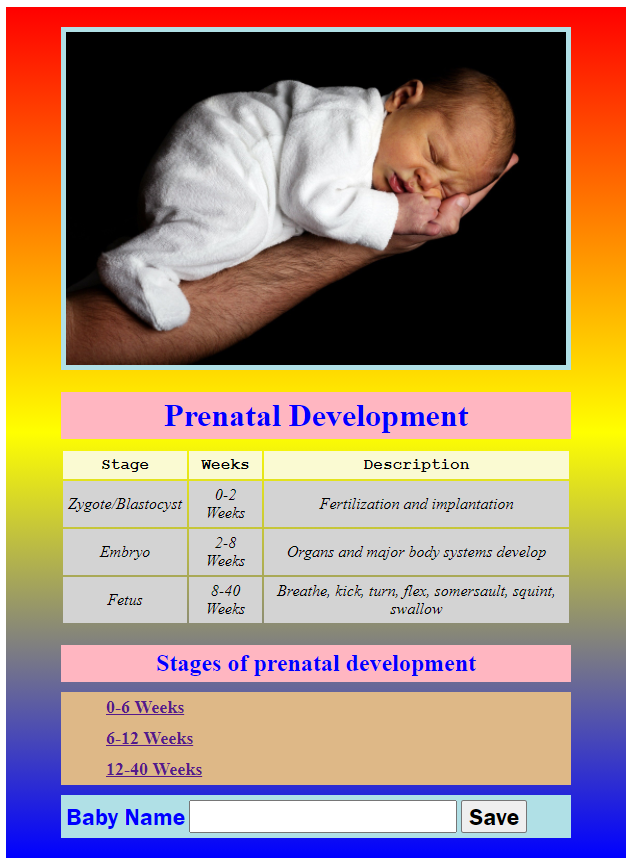 Prenatal Development
Stage Weeks Description
Zygote/Blastocyst 0-2 Weeks Fertilization and implantation
Embryo 2-8 Weeks Organs and major body systems develop
Fetus 8-40 Weeks Breathe, kick, turn, flex, somersault, squint, swallow
Stages of prenatal development
0-6 Weeks
6-12 Weeks
12-40 Weeks
Baby Name Save